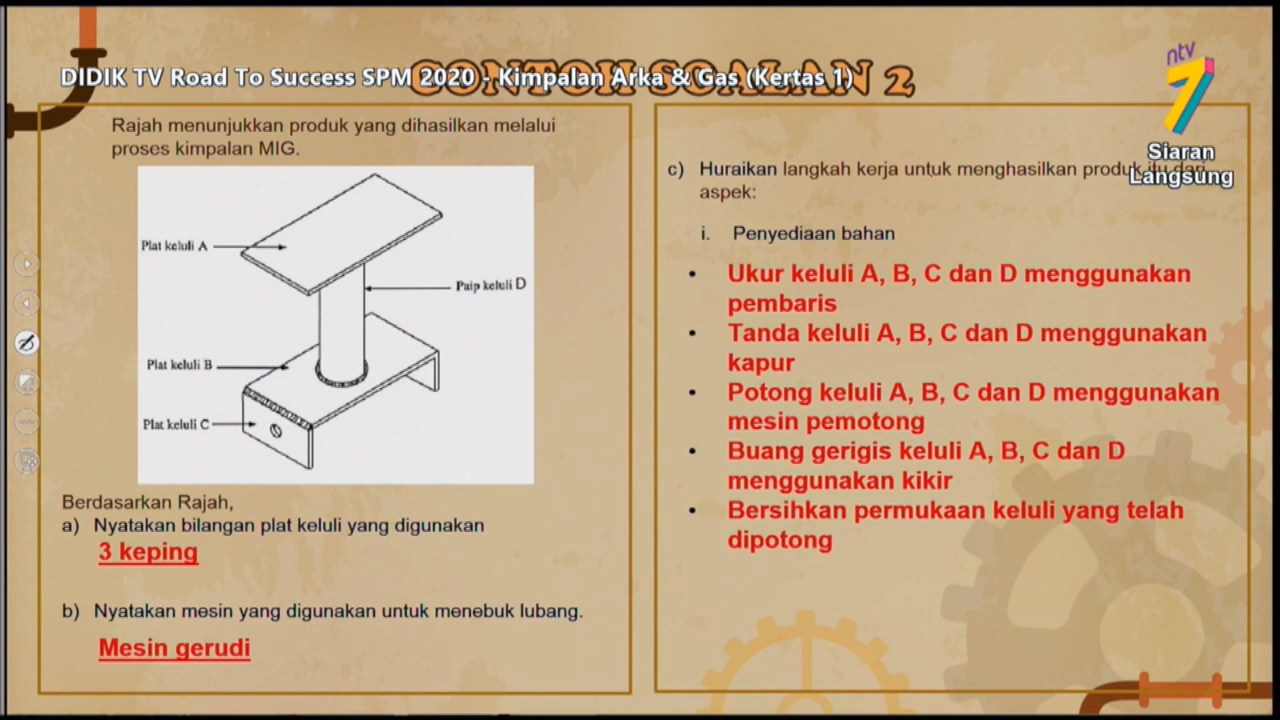 CONTOH SOALAN 2
DIDIK TV Road To Success SPM 2020 - Kimpalan Arka & Gas (Kertas 1)
ntv
7
Siaran
Langsung
Rajah menunjukkan produk yang dihasilkan melalui
proses kimpalan MIG.
Plat keluli A
Paip keluli D
Plat keluli B
Plat keluli C
Berdasarkan Rajah,
a) Nyatakan bilangan plat keluli yang digunakan
3 keping
b) Nyatakan mesin yang digunakan untuk menebuk lubang.
Mesin gerudi
c) Huraikan langkah kerja untuk menghasilkan produk itu dari
aspek:
i. Penyediaan bahan
• Ukur keluli A, B, C dan D menggunakan
pembaris
• Tanda keluli A, B, C dan D menggunakan
kapur
• Potong keluli A, B, C dan D menggunakan
mesin pemotong
• Buang gerigis keluli A, B, C dan D
menggunakan kikir
• Bersihkan permukaan keluli yang telah
dipotong